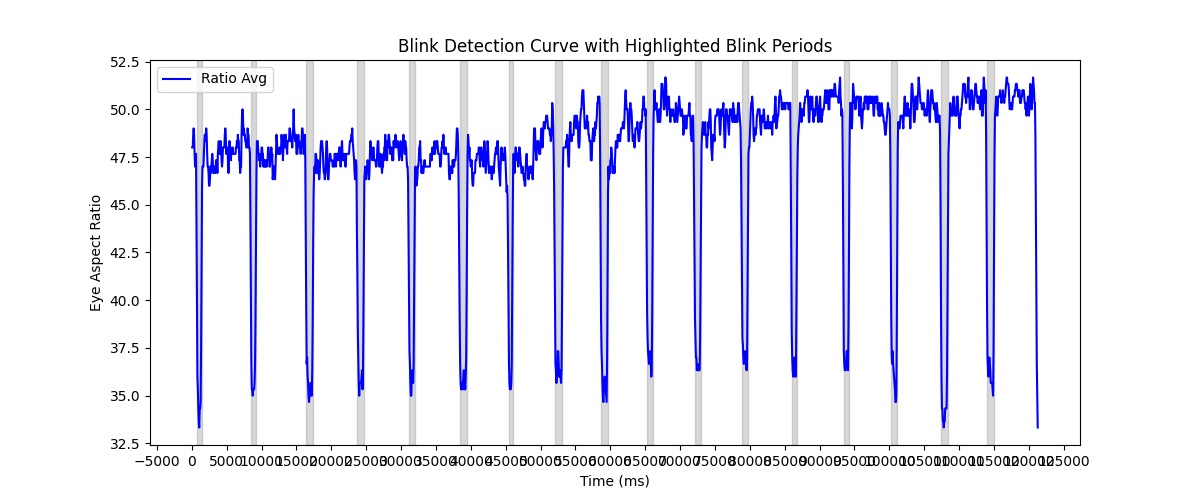 Blink Detection Curve with Highlighted Blink Periods
Ratio Avg
Eye Aspect Ratio
52.5
50.0
47.5
45.0
42.5
40.0
37.5
35.0
32.5
−5000 0 5000 10000 15000 20000 25000 30000 35000 40000 45000 50000 55000 60000 65000 70000 75000 80000 85000 90000 95000 100000 105000 110000 115000 120000 125000
Time (ms)